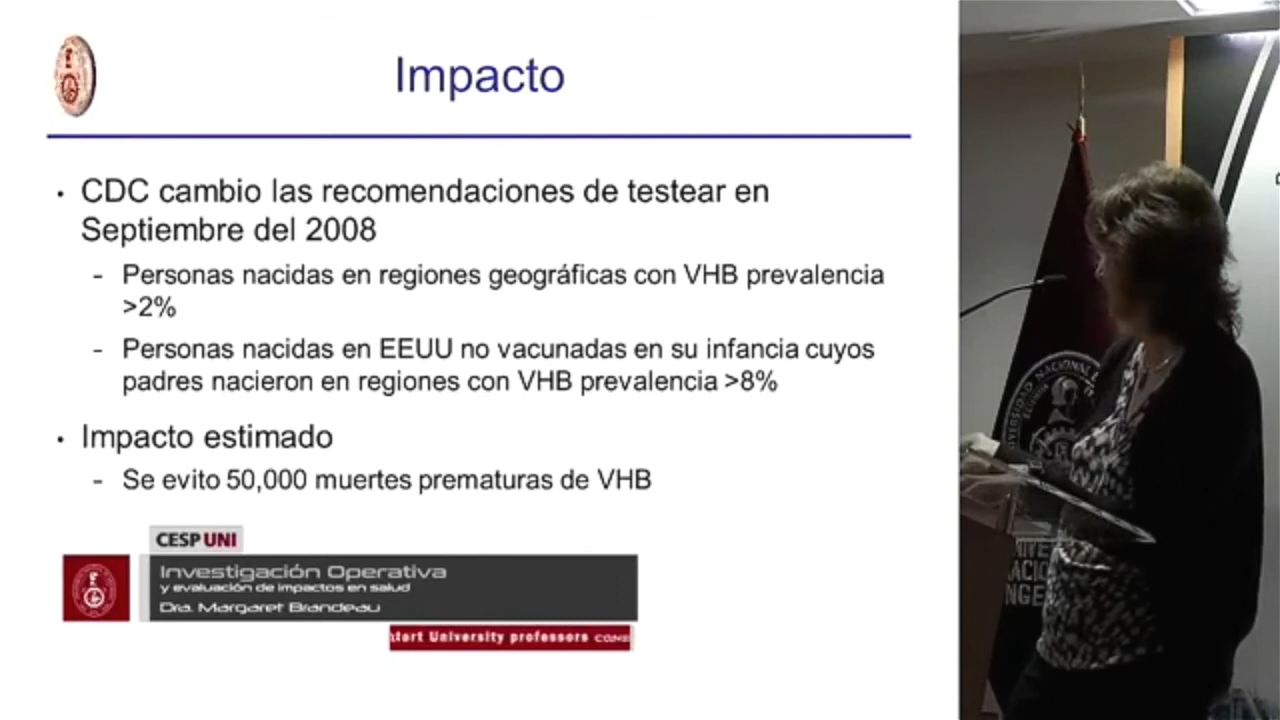 Impacto
• CDC cambio las recomendaciones de testear en
Septiembre del 2008
- Personas nacidas en regiones geográficas con VHB prevalencia
>2%
- Personas nacidas en EEUU no vacunadas en su infancia cuyos
padres nacieron en regiones con VHB prevalencia >8%
• Impacto estimado
- Se evito 50,000 muertes prematuras de VHB
CESP UNI
Investigación Operativa
y evaluación de impactos en salud
Dra. Margaret Brandeau
University professors
NACIONAL